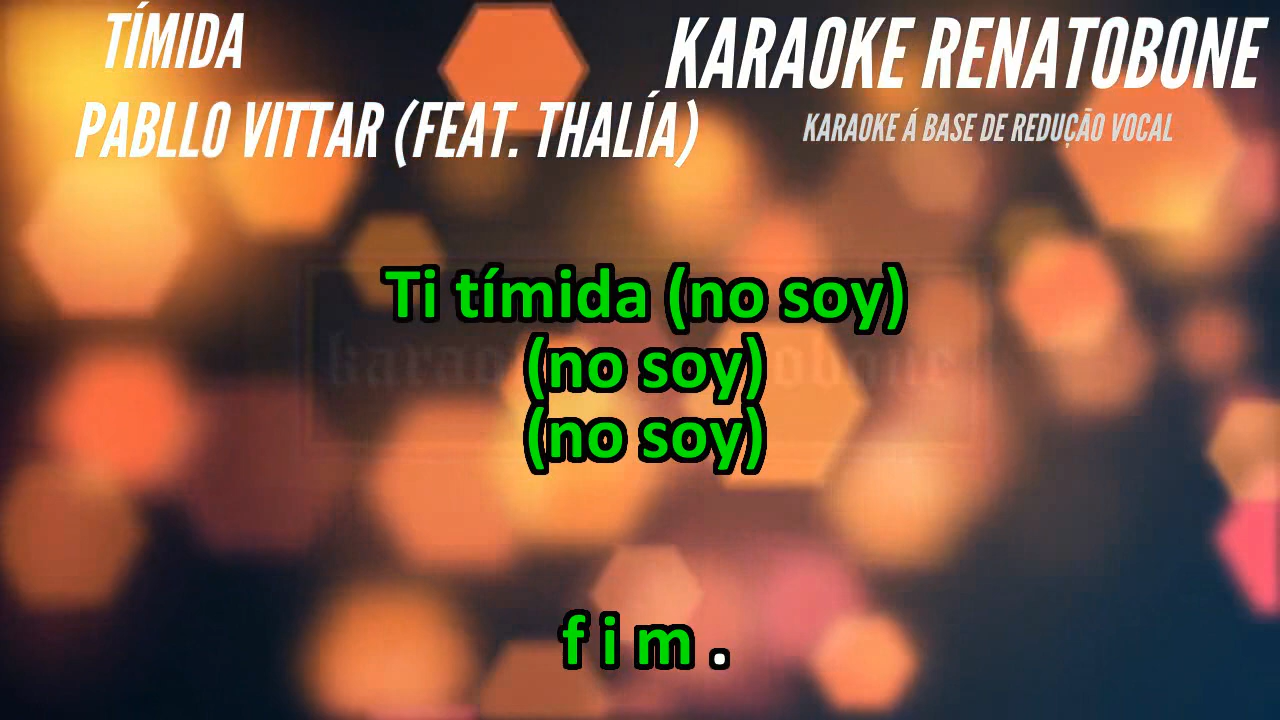 TÍMIDA
PABLLO VITTAR (FEAT. THALÍA)
KARAOKE RENATOBONE
KARAOKE Á BASE DE REDUÇÃO VOCAL
Ti tímida (no soy)
(no soy)
(no soy)
f i m .